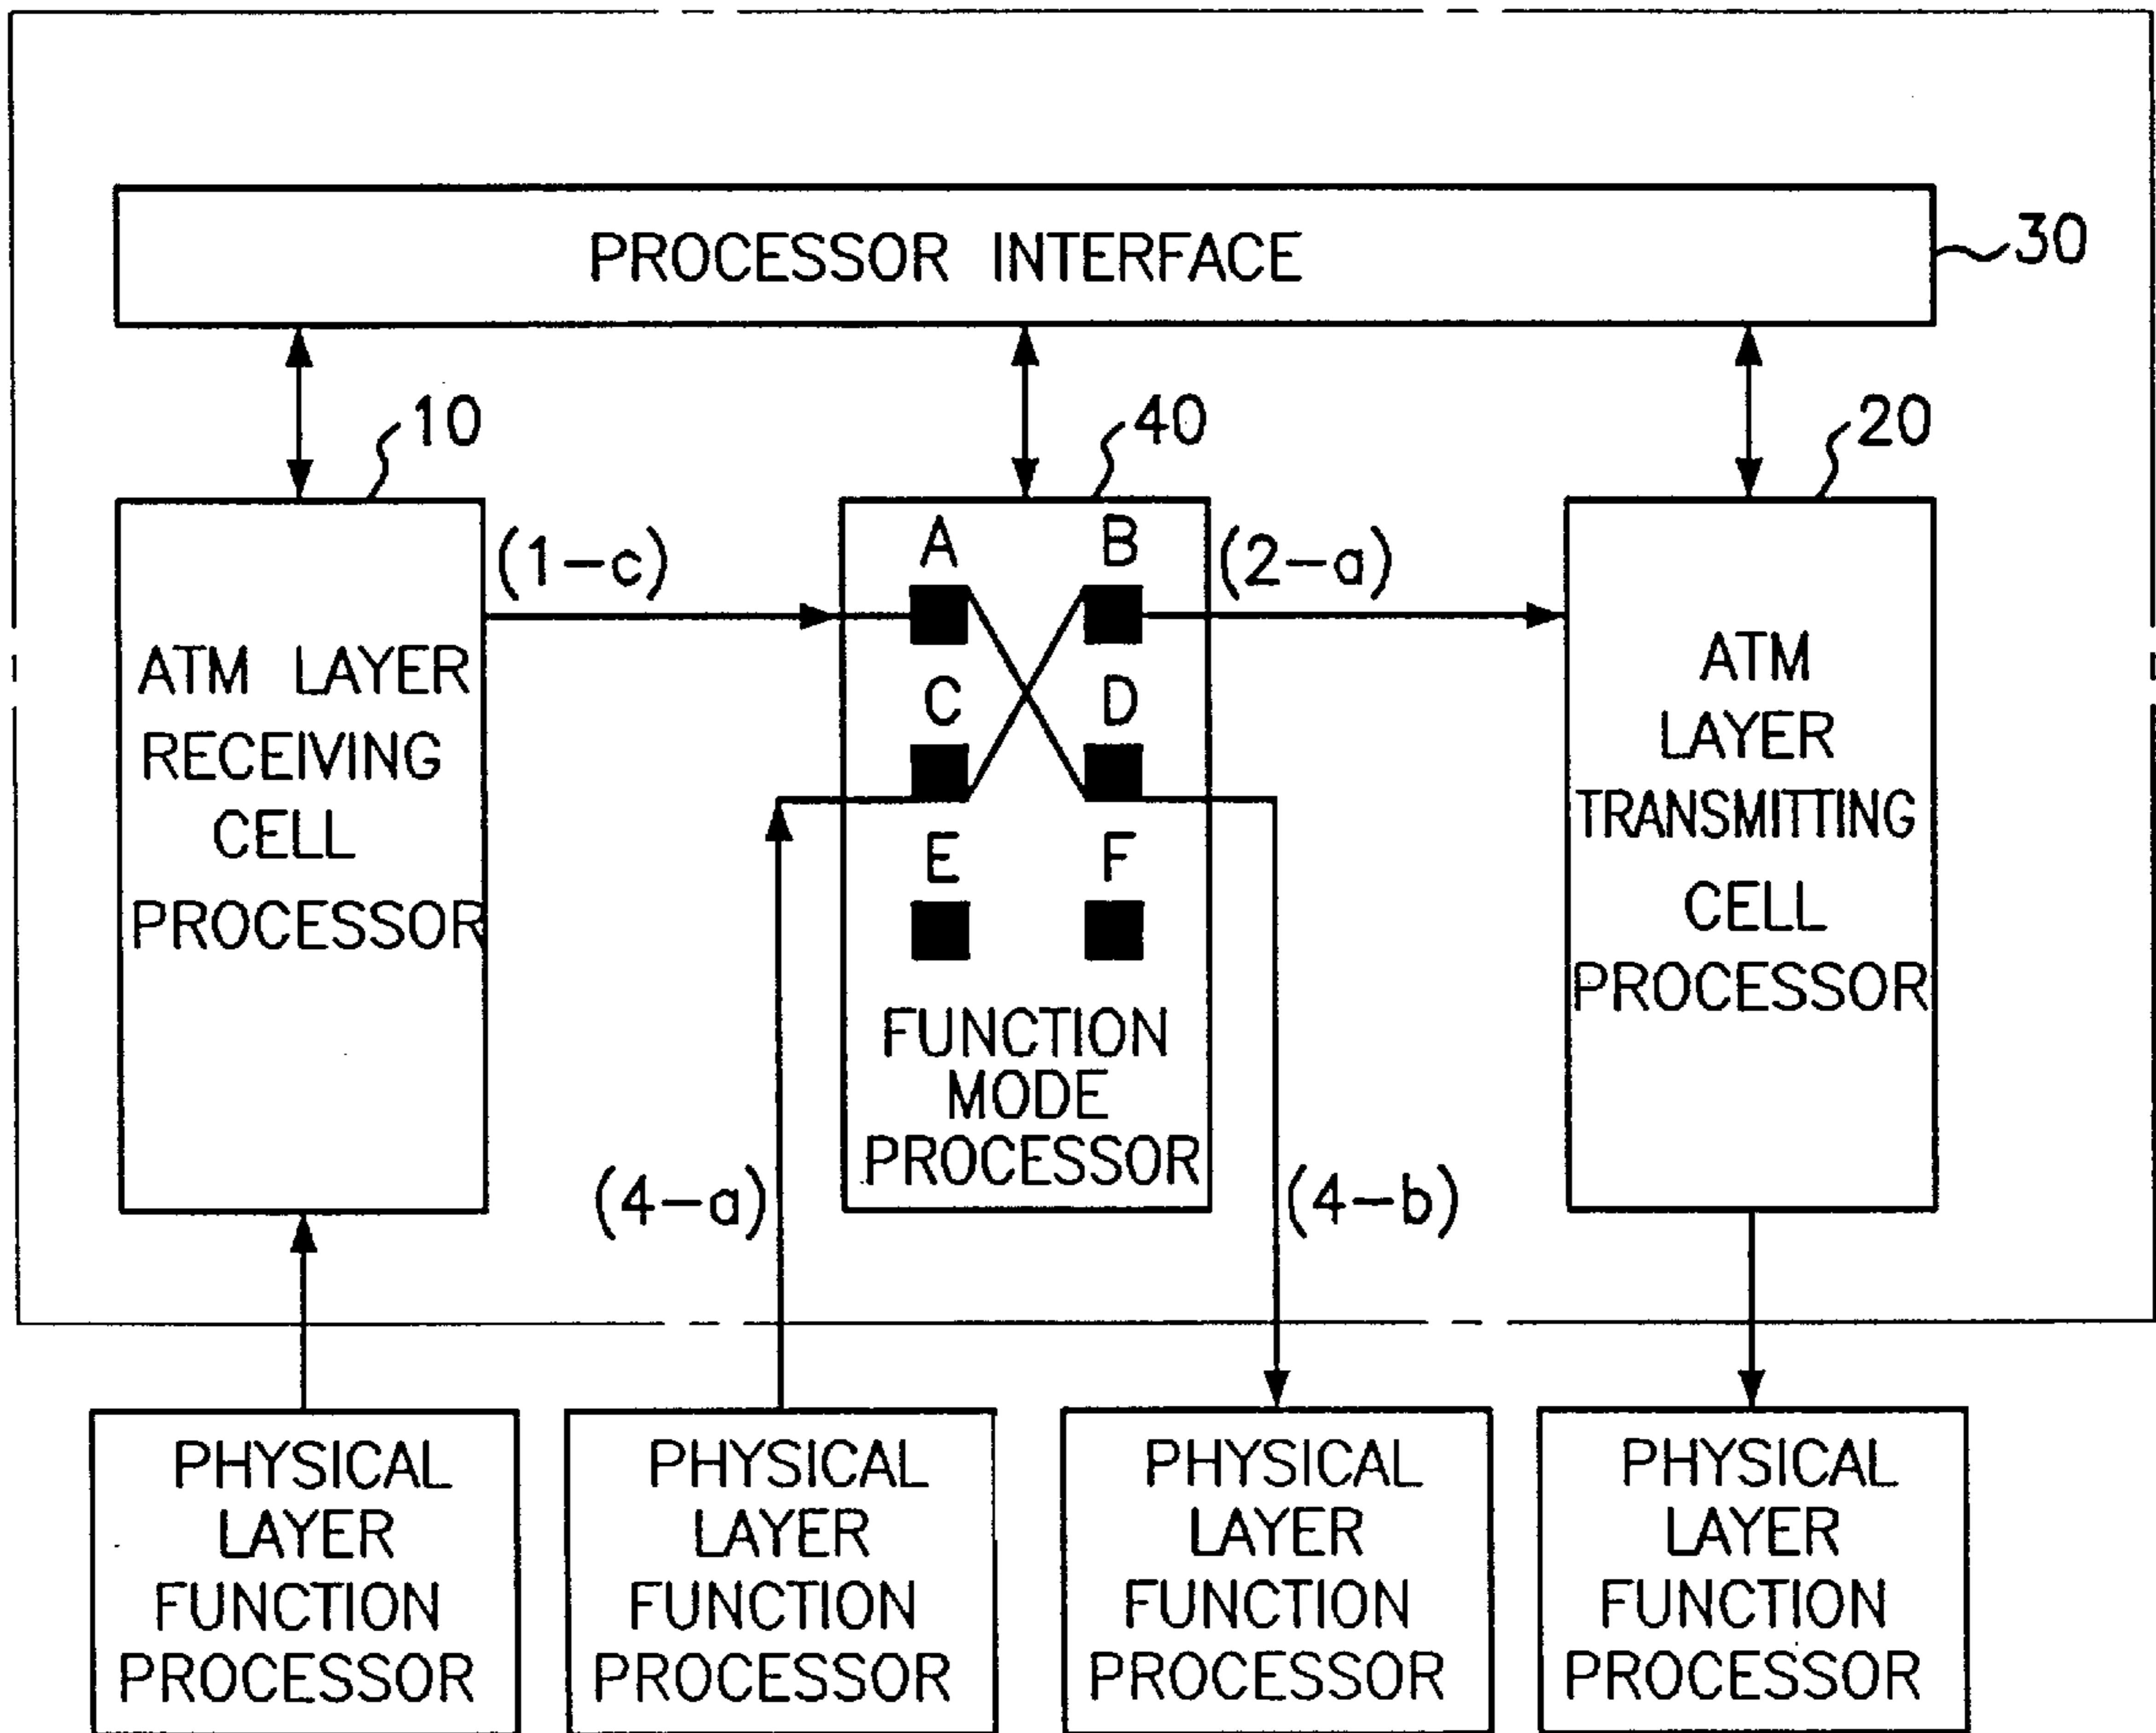 PROCESSOR INTERFACE
30
10
40
20
(1-c)
A
B
(2-a)
C
D
E
F
ATM LAYER
RECEIVING
CELL
PROCESSOR
FUNCTION
MODE
PROCESSOR
ATM
LAYER
TRANSMITTING
CELL
PROCESSOR
(4-a)
(4-b)
PHYSICAL
LAYER
FUNCTION
PROCESSOR
PHYSICAL
LAYER
FUNCTION
PROCESSOR
PHYSICAL
LAYER
FUNCTION
PROCESSOR
PHYSICAL
LAYER
FUNCTION
PROCESSOR